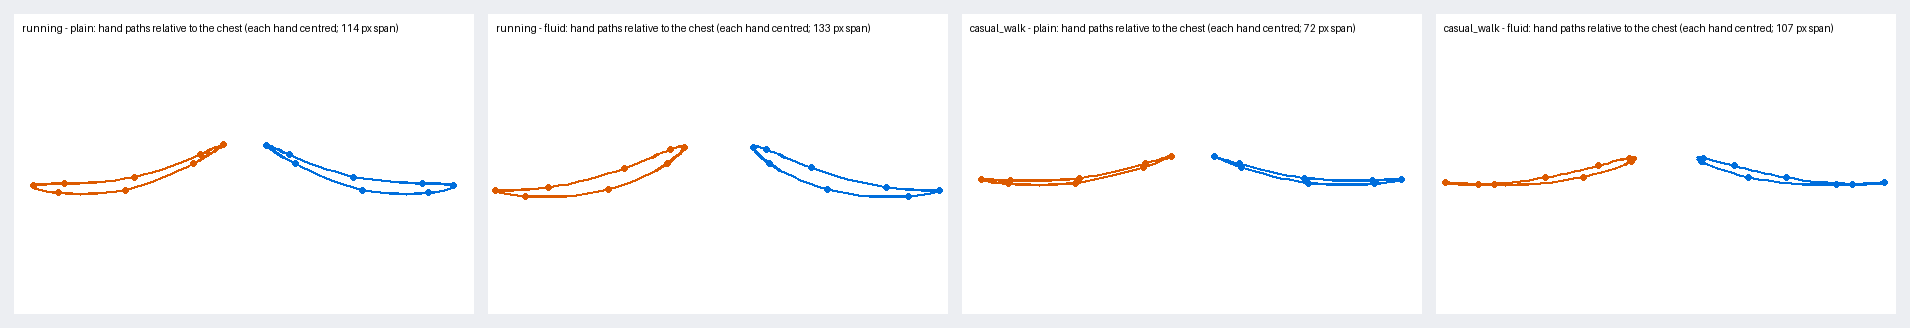 running - plain: hand paths relative to the chest (each hand centred; 114 px span)
running - fluid: hand paths relative to the chest (each hand centred; 133 px span)
casual_walk - plain: hand paths relative to the chest (each hand centred; 72 px span)
casual_walk - fluid: hand paths relative to the chest (each hand centred; 107 px span)